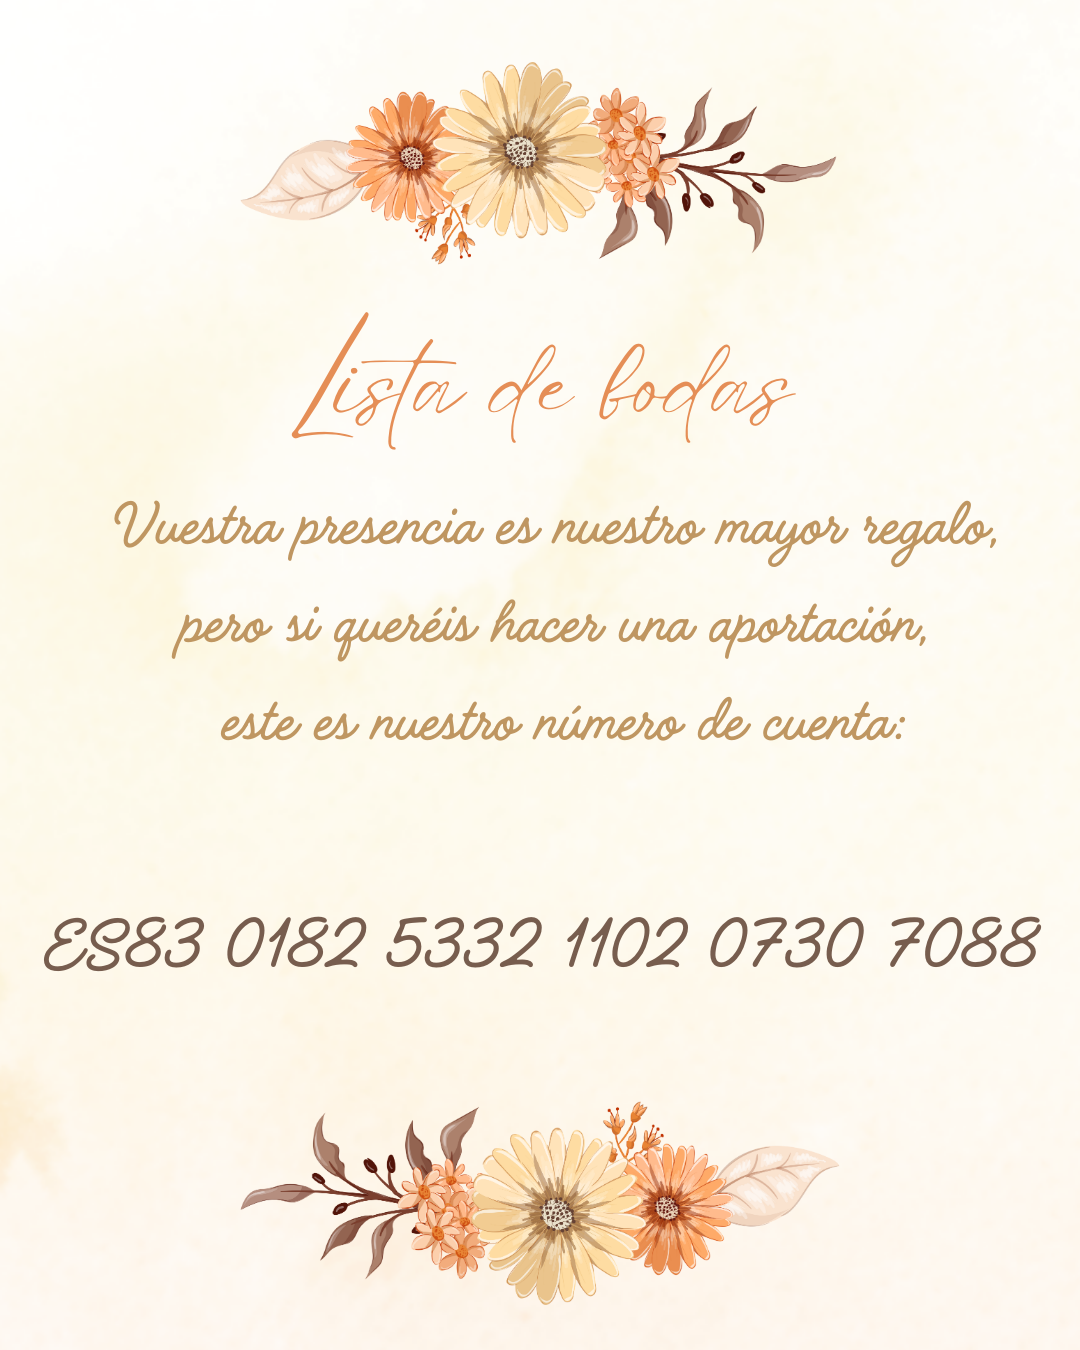 Lista de bodas
Vuestra presencia es nuestro mayor regalo,
pero si queréis hacer una aportación,
este es nuestro número de cuenta:
ES83 0182 5332 1102 0730 7088